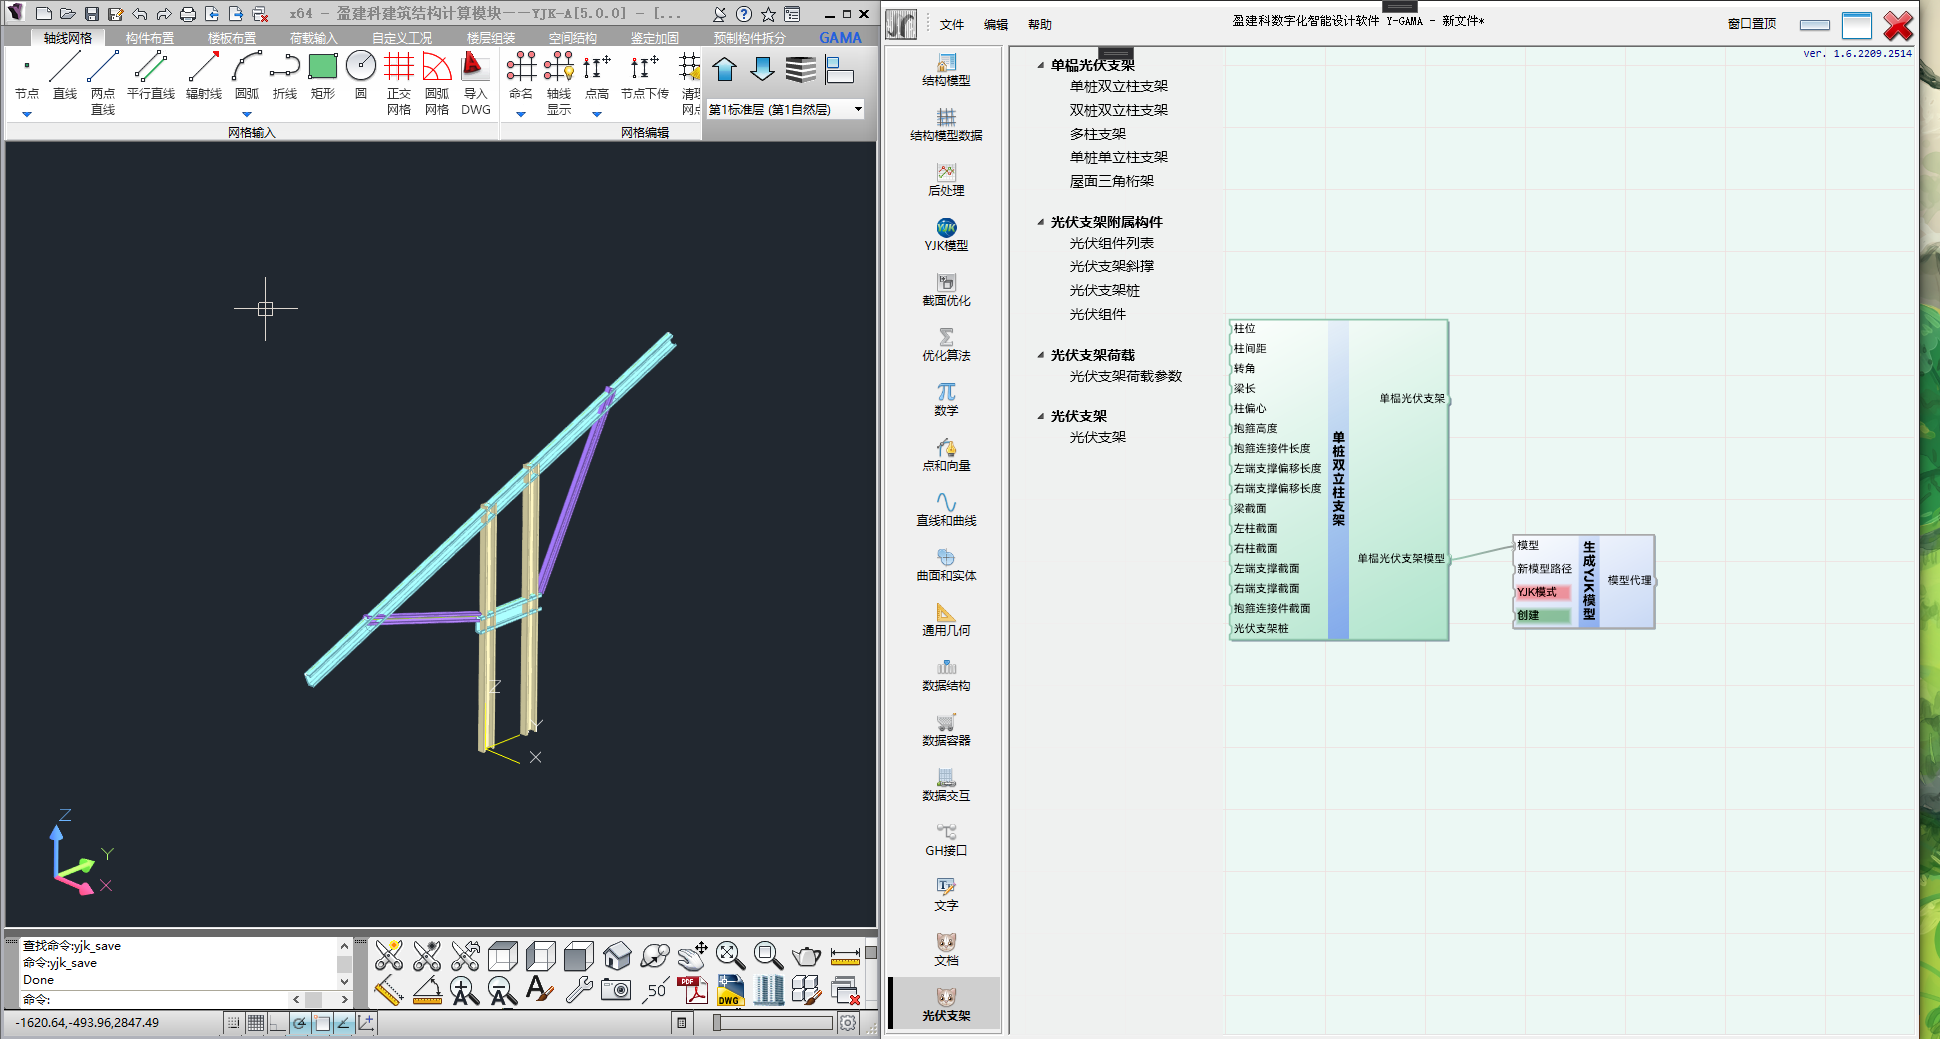 x64 - 盈建科建筑结构计算模块——YJK-A[5.0.0] - [...
轴线网格 构件布置 楼板布置 荷载输入 自定义工况 楼层组装 空间结构 鉴定加固 预制构件拆分 GAMA
节点 直线 两点直线 平行直线 辐射线 圆弧 折线 矩形 圆 正交网格 圆弧网格 导入DWG 命名 轴线显示 点高 节点下传
第1标准层 (第1自然层)
网格输入 网格编辑
Z
Y
X
Z
Y
X
查找命令:yjk_save
命令:yjk_save
Done
命令:
50
PDF
DWG
-1620.64,-493.96,2847.49
文件 编辑 帮助
盈建科数字化智能设计软件 Y-GAMA - 新文件*
窗口置顶
ver. 1.6.2209.2514
结构模型
结构模型数据
后处理
YJK
YJK模型
截面优化
优化算法
数学
点和向量
直线和曲线
曲面和实体
通用几何
数据结构
数据容器
数据交互
GH接口
文字
文档
光伏支架
单榀光伏支架
单桩双立柱支架
双桩双立柱支架
多柱支架
单桩单立柱支架
屋面三角桁架
光伏支架附属构件
光伏组件列表
光伏支架斜撑
光伏支架桩
光伏组件
光伏支架荷载
光伏支架荷载参数
光伏支架
光伏支架
柱位
柱间距
转角
梁长
柱偏心
抱箍高度
抱箍连接件长度
左端支撑偏移长度
右端支撑偏移长度
梁截面
左柱截面
右柱截面
左端支撑截面
右端支撑截面
抱箍连接件截面
光伏支架桩
单桩双立柱支架
单榀光伏支架
单榀光伏支架模型
模型
新模型路径
YJK模式
创建
生成YJK模型
模型代理